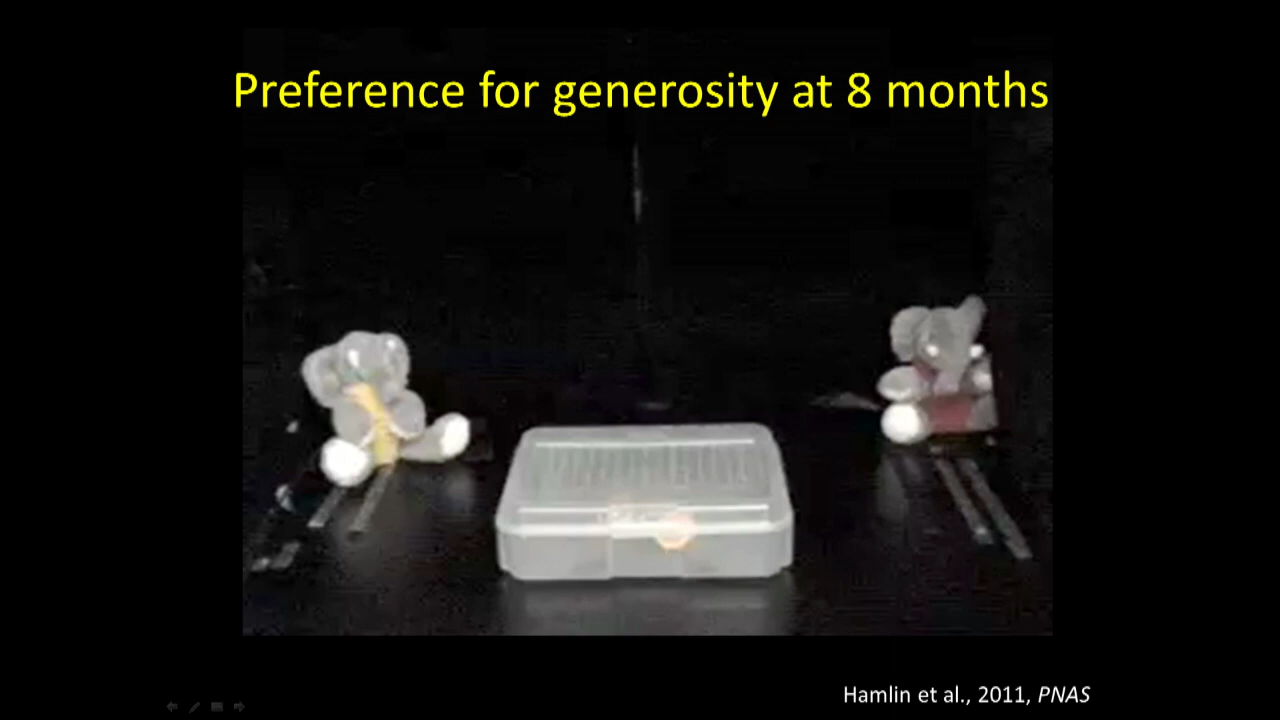 Preference for generosity at 8 months
Hamlin et al., 2011, PNAS